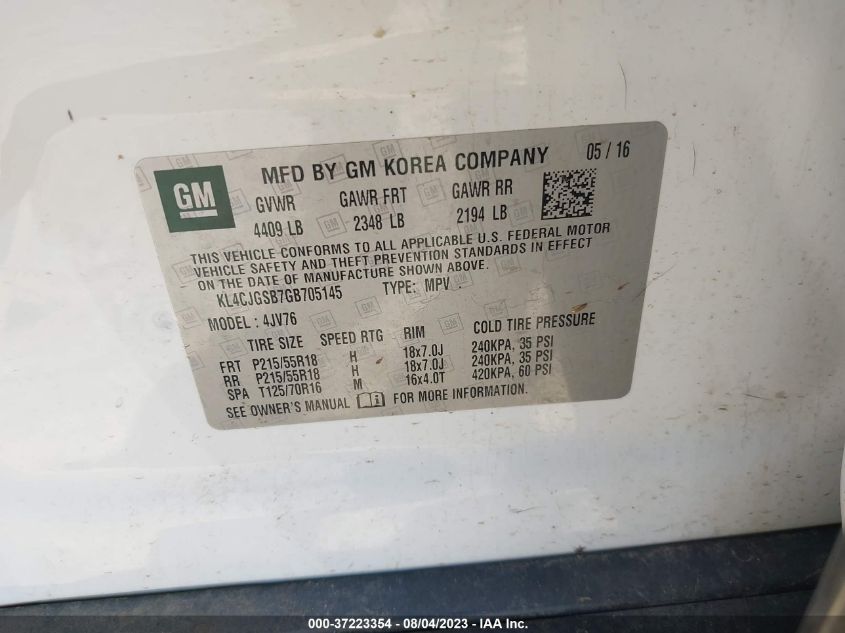 GM
MFD BY GM KOREA COMPANY 05 / 16
GVWR GAWR FRT GAWR RR
4409 LB 2348 LB 2194 LB
THIS VEHICLE CONFORMS TO ALL APPLICABLE U.S. FEDERAL MOTOR
VEHICLE SAFETY AND THEFT PREVENTION STANDARDS IN EFFECT
ON THE DATE OF MANUFACTURE SHOWN ABOVE.
KL4CJGSB7GB705145 TYPE: MPV
MODEL : 4JV76
TIRE SIZE SPEED RTG RIM COLD TIRE PRESSURE
FRT P215/55R18 H 18x7.0J 240KPA, 35 PSI
RR P215/55R18 H 18x7.0J 240KPA, 35 PSI
SPA T125/70R16 M 16x4.0T 420KPA, 60 PSI
SEE OWNER'S MANUAL FOR MORE INFORMATION.
000-37223354 - 08/04/2023 - IAA Inc.